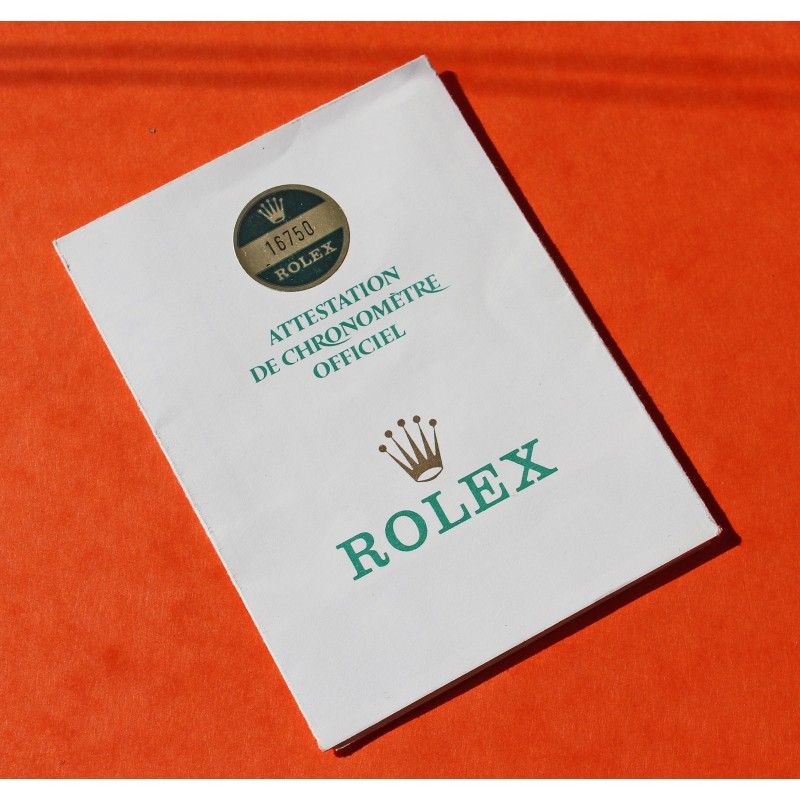 16750
ROLEX
ATTESTATION
DE CHRONOMÈTRE
OFFICIEL
ROLEX